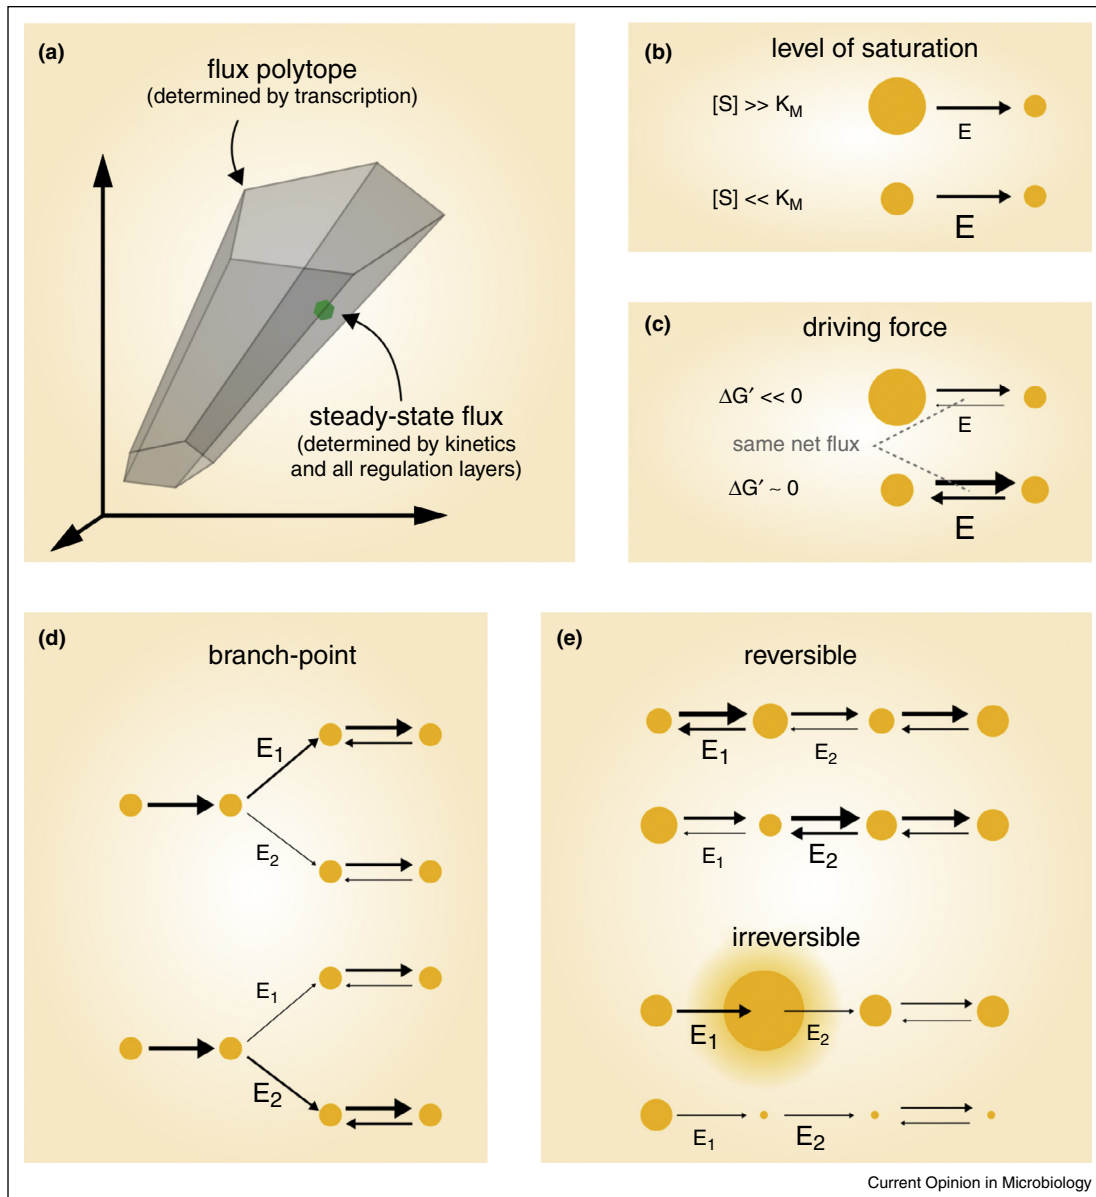 (a)
flux polytope
(determined by transcription)
steady-state flux
(determined by kinetics
and all regulation layers)
(b)
level of saturation
[S] >> K_M
E
[S] << K_M
E
(c)
driving force
ΔG′ << 0
E
same net flux
ΔG′ ~ 0
E
(d)
branch-point
E₁
E₂
E₁
E₂
(e)
reversible
E₁
E₂
E₁
E₂
irreversible
E₁
E₂
E₁
E₂
Current Opinion in Microbiology